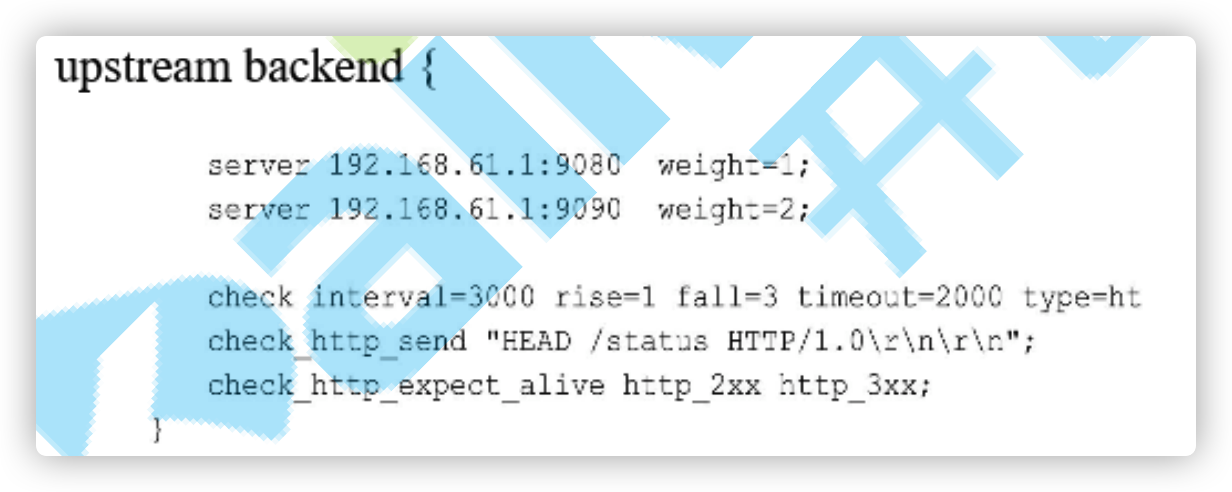 upstream backend {
server 192.168.61.1:9080 weight=1;
server 192.168.61.1:9090 weight=2;
check interval=3000 rise=1 fall=3 timeout=2000 type=ht
check_http_send "HEAD /status HTTP/1.0\r\n\r\n";
check_http_expect_alive http_2xx http_3xx;
}